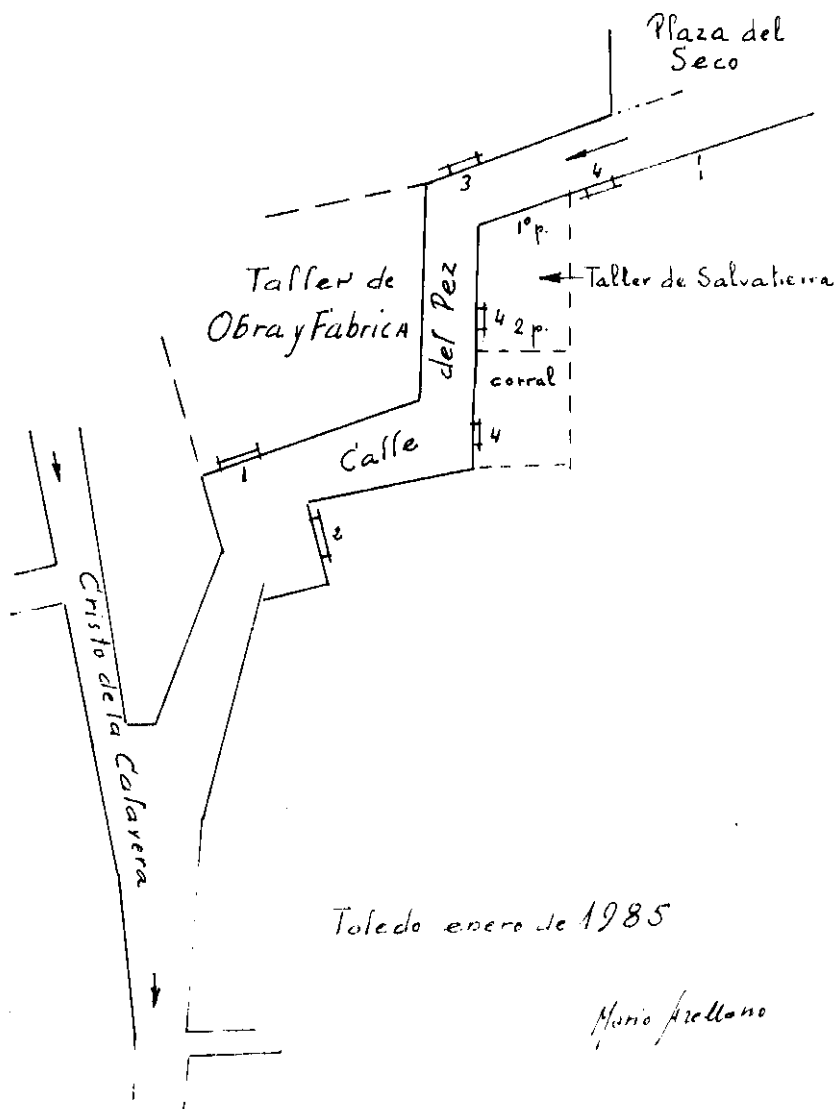 Plaza del
Seco
3
4
1
1º p.
Taller de
Obra y Fabrica
del Pez
Taller de Salvatierra
4
2 p.
corral
4
Calle
1
2
Cristo de la Calavera
Toledo enero de 1985
Mario Arellano